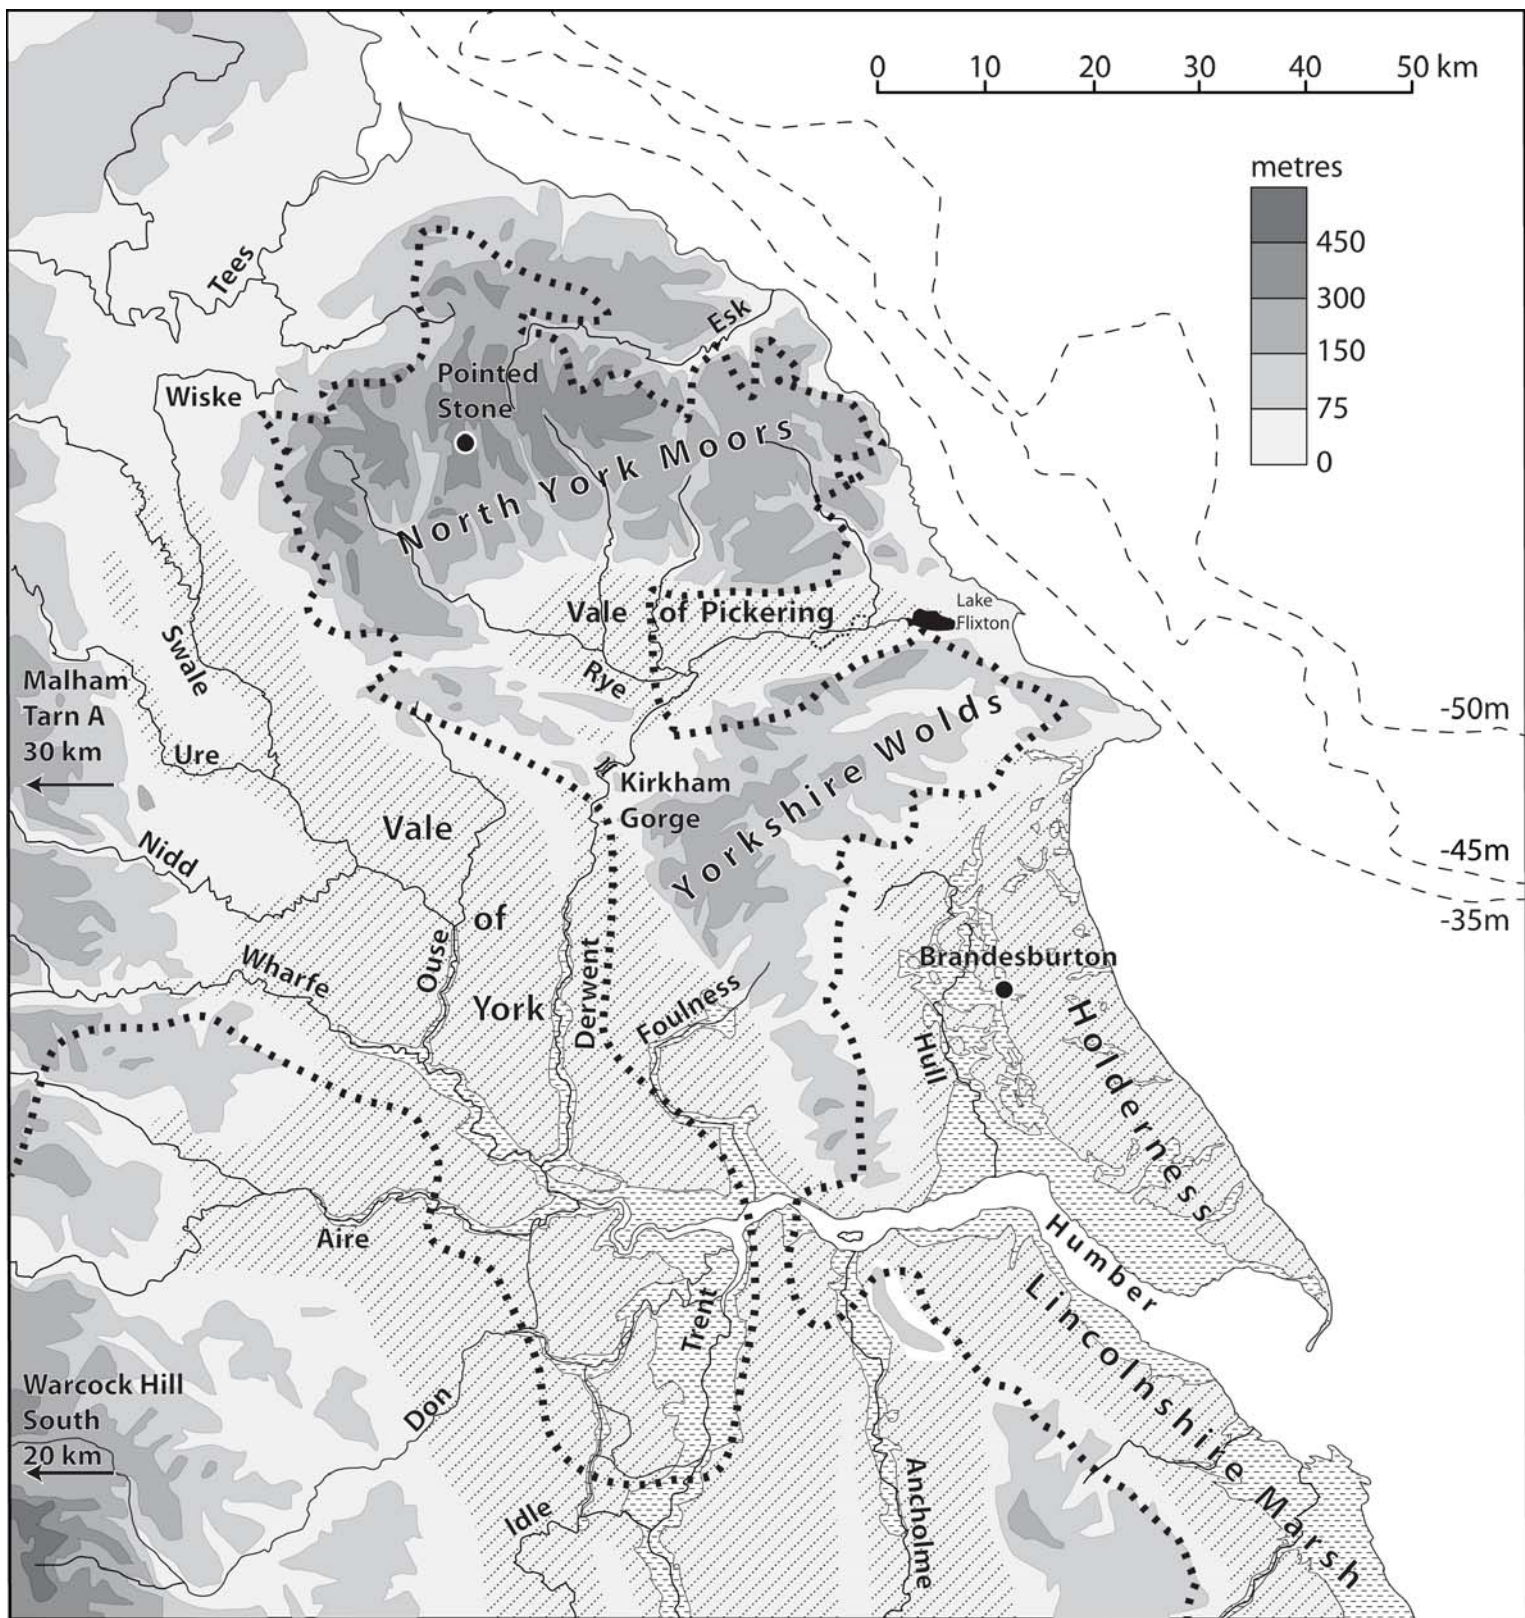 0 10 20 30 40 50 km
metres
450
300
150
75
0
Tees
Esk
Wiske
Pointed
Stone
North York Moors
Vale of Pickering
Lake
Flixton
Swale
Rye
Malham
Tarn A
30 km
Ure
Yorkshire Wolds
-50m
Kirkham
Gorge
Vale
Nidd
-45m
of
-35m
Wharfe
Ouse
York
Derwent
Foulness
Brandesburton
Hull
Holderness
Aire
Humber
Trent
Lincolnshire Marsh
Warcock Hill
South
20 km
Don
Idle
Ancholme